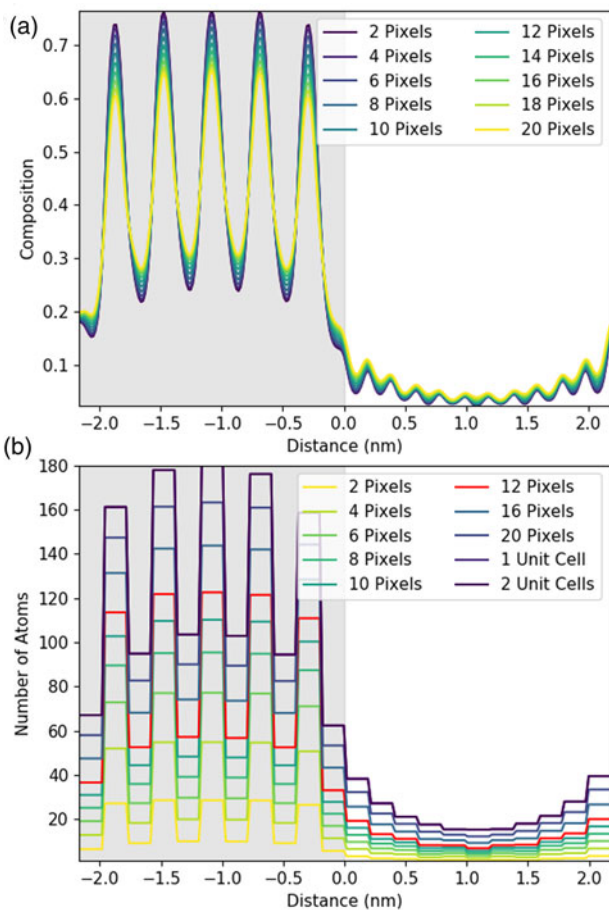 (a)
0.7
0.6
0.5
0.4
0.3
0.2
0.1
Composition
2 Pixels
4 Pixels
6 Pixels
8 Pixels
10 Pixels
12 Pixels
14 Pixels
16 Pixels
18 Pixels
20 Pixels
−2.0 −1.5 −1.0 −0.5 0.0 0.5 1.0 1.5 2.0
Distance (nm)
(b)
180
160
140
120
100
80
60
40
20
Number of Atoms
2 Pixels
4 Pixels
6 Pixels
8 Pixels
10 Pixels
12 Pixels
16 Pixels
20 Pixels
1 Unit Cell
2 Unit Cells
−2.0 −1.5 −1.0 −0.5 0.0 0.5 1.0 1.5 2.0
Distance (nm)